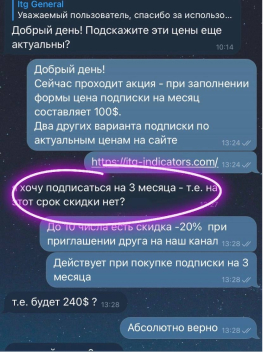 Itg General
Уважаемый пользователь, спасибо за использо...
Добрый день! Подскажите эти цены еще
актуальны?
10:14
Добрый день!
Сейчас проходит акция - при заполнении
формы цена подписки на месяц
составляет 100$.
Два других варианта подписки по
актуальным ценам на сайте
13:24
https://itg-indicators.com/
13:24
Я хочу подписаться на 3 месяца - т.е. на
этот срок скидки нет?
До 10 числа есть скидка -20% при
приглашении друга на наш канал
13:28
Действует при покупке подписки на 3
месяца
13:28
т.е. будет 240$ ?
13:28
Абсолютно верно
13:28